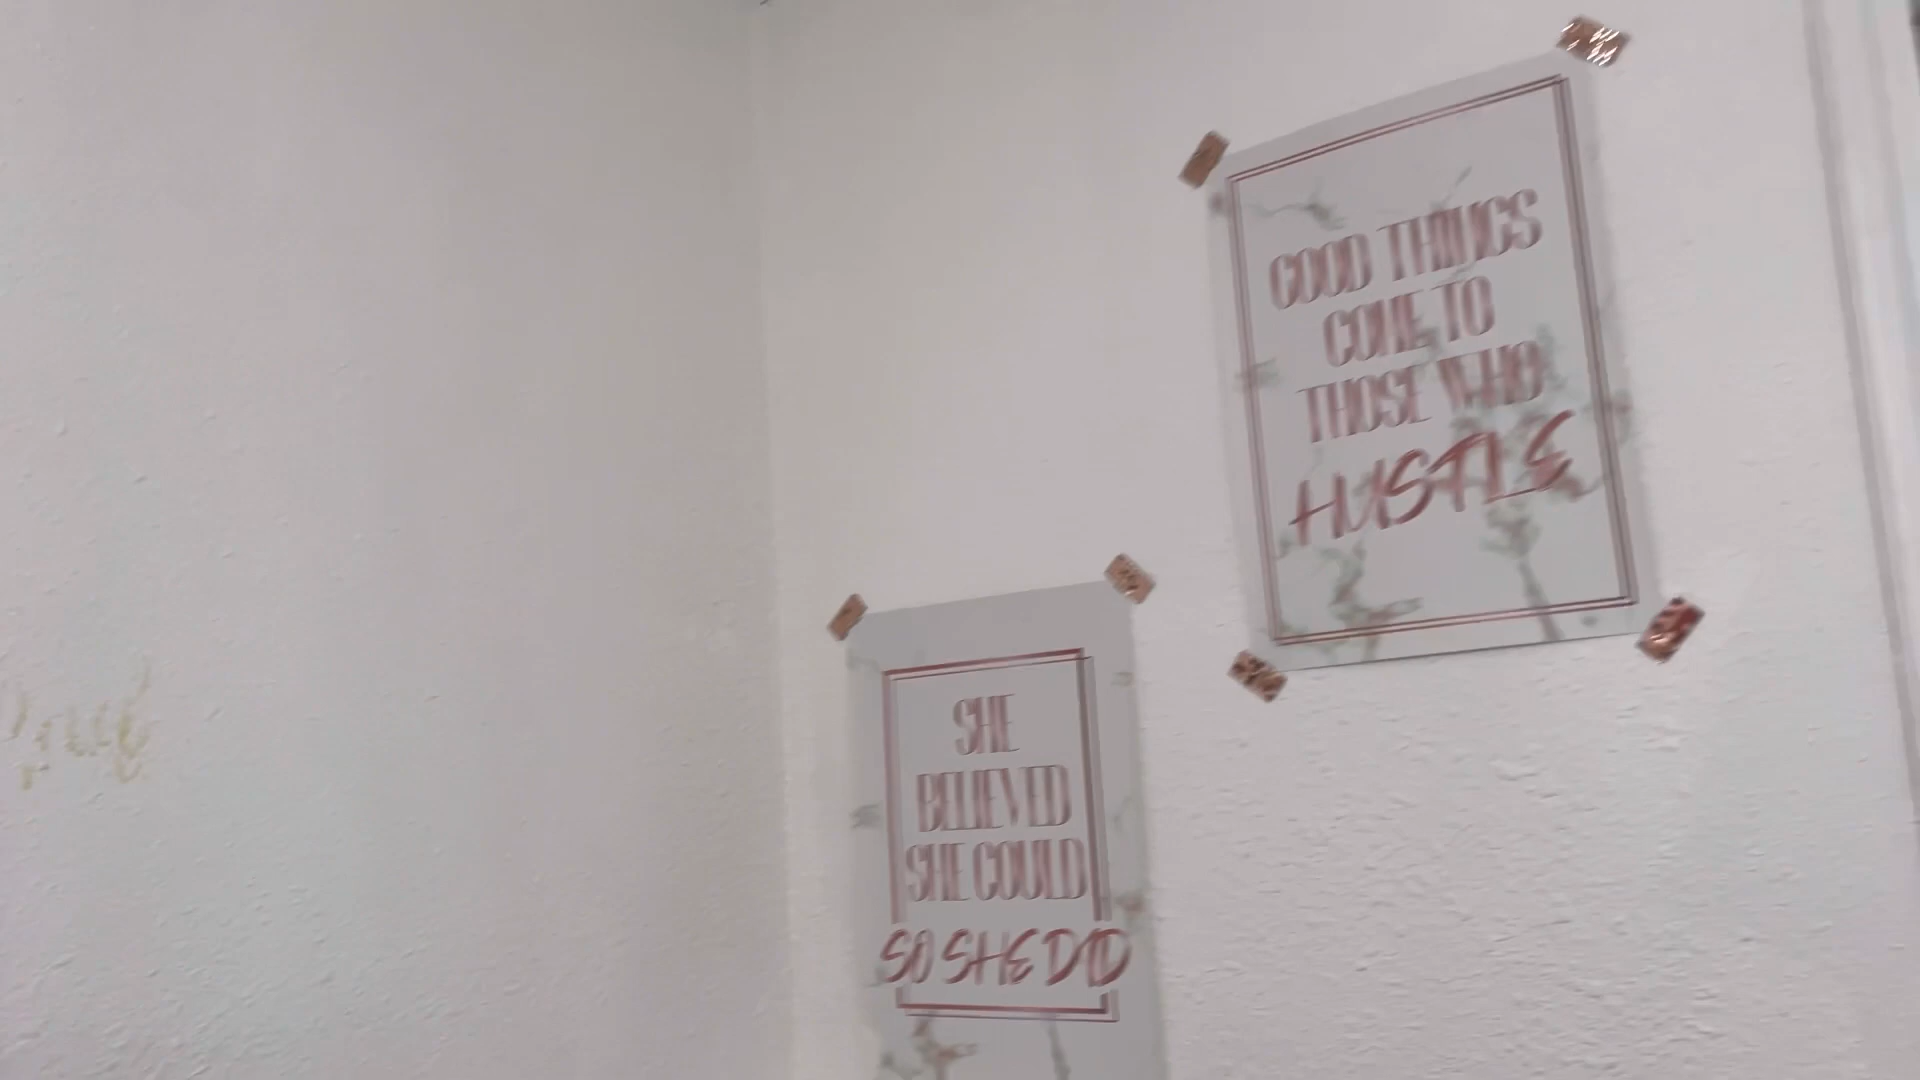 GOOD THINGS
COME TO
THOSE WHO
HUSTLE
SHE
BELIEVED
SHE COULD
SO SHE DID